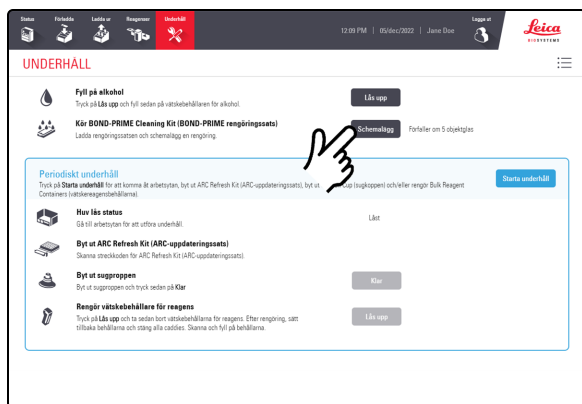 Status Förladda Ladda ur Reagenser Underhåll
12:09 PM | 05/dec/2022 | Jane Doe
Logga ut
Leica
BIOSYSTEMS
UNDERHÅLL
Fyll på alkohol
Tryck på Lås upp och fyll sedan på vätskebehållaren för alkohol.
Lås upp
Kör BOND-PRIME Cleaning Kit (BOND-PRIME rengöringssats)
Ladda rengöringssatsen och schemalägg en rengöring.
Schemalägg
Förfaller om 5 objektglas
Periodiskt underhåll
Tryck på Starta underhåll för att komma åt arbetsytan, byt ut ARC Refresh Kit (ARC-uppdateringssats), byt ut Cup (sugkoppen) och/eller rengör Bulk Reagent
Containers (vätskereagensbehållarna).
Starta underhåll
Huv lås status
Gå till arbetsytan för att utföra underhåll.
Låst
Byt ut ARC Refresh Kit (ARC-uppdateringssats)
Skanna streckkoden för ARC Refresh Kit (ARC-uppdateringssats).
Byt ut sugproppen
Byt ut sugproppen och tryck sedan på Klar
Klar
Rengör vätskebehållare för reagens
Tryck på Lås upp och ta sedan bort vätskebehållarna för reagens. Efter rengöring, sätt
tillbaka behållarna och stäng alla caddies. Skanna och fyll på behållarna.
Lås upp